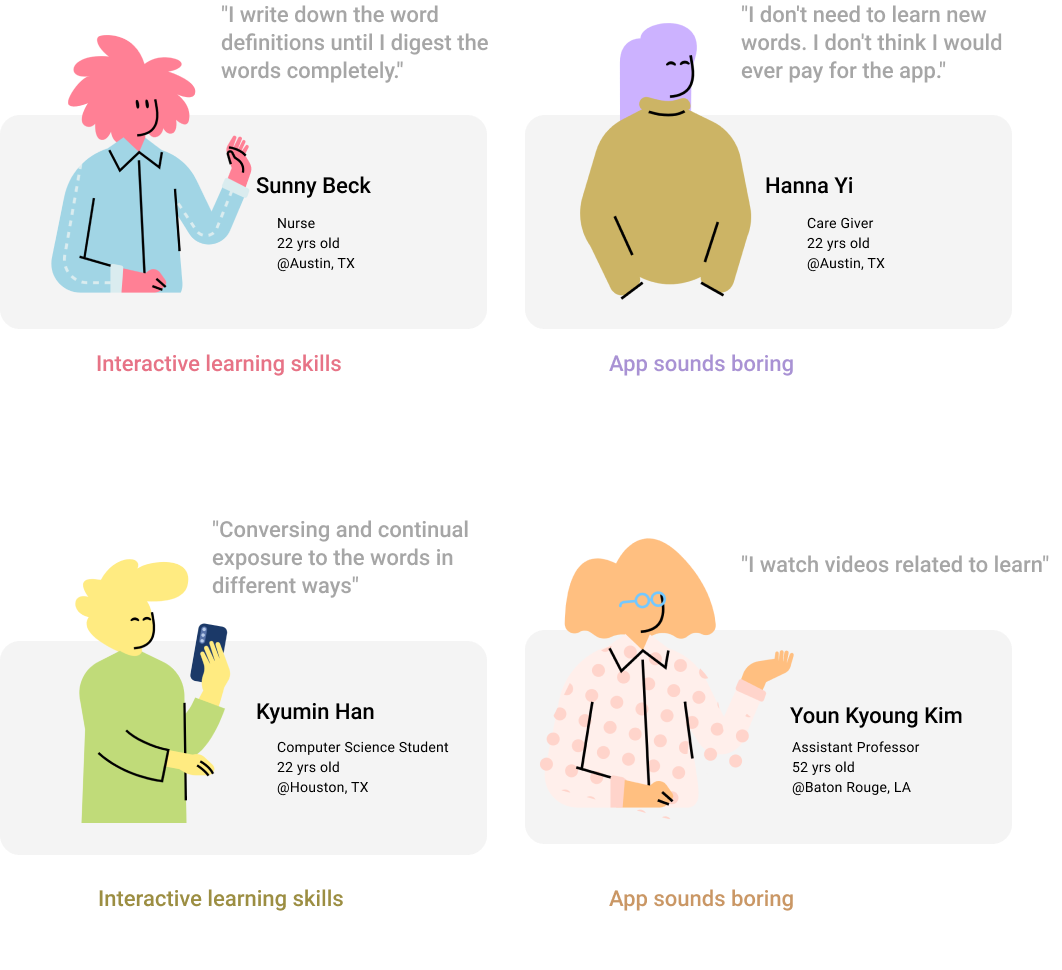 "I write down the word
definitions until I digest the
words completely."
Sunny Beck
Nurse
22 yrs old
@Austin, TX
Interactive learning skills
"I don't need to learn new
words. I don't think I would
ever pay for the app."
Hanna Yi
Care Giver
22 yrs old
@Austin, TX
App sounds boring
"Conversing and continual
exposure to the words in
different ways"
Kyumin Han
Computer Science Student
22 yrs old
@Houston, TX
Interactive learning skills
"I watch videos related to learn"
Youn Kyoung Kim
Assistant Professor
52 yrs old
@Baton Rouge, LA
App sounds boring